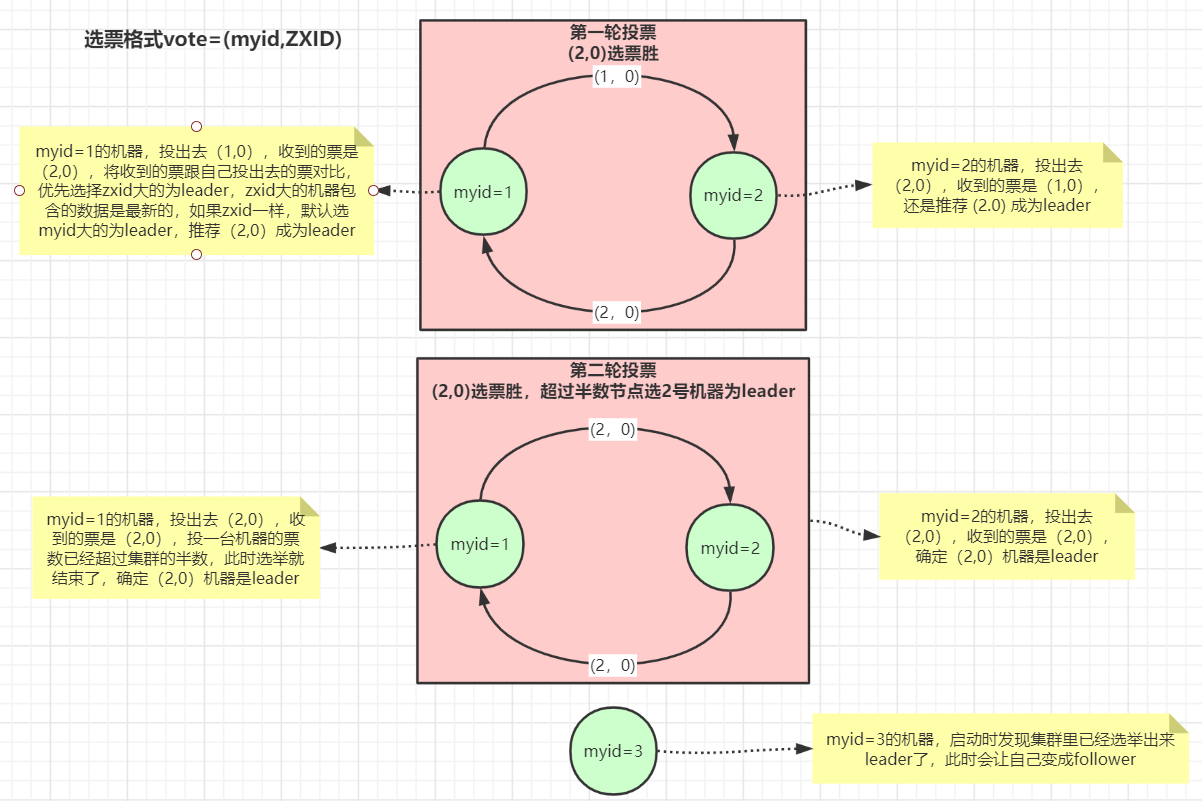 选票格式vote=(myid,ZXID)
第一轮投票
(2,0)选票胜
(1，0)
myid=1的机器，投出去（1,0），收到的票是
（2,0），将收到的票跟自己投出去的票对比，
优先选择zxid大的为leader，zxid大的机器包
含的数据是最新的，如果zxid一样，默认选
myid大的为leader，推荐（2,0）成为leader
myid=1
myid=2
myid=2的机器，投出去
（2,0），收到的票是（1,0），
还是推荐 (2.0) 成为leader
(2，0)
第二轮投票
(2,0)选票胜，超过半数节点选2号机器为leader
(2，0)
myid=1的机器，投出去（2,0），收
到的票是（2,0），投一台机器的票
数已经超过集群的半数，此时选举就
结束了，确定（2,0）机器是leader
myid=1
myid=2
myid=2的机器，投出去
（2,0），收到的票是（2,0），
确定（2,0）机器是leader
(2，0)
myid=3
myid=3的机器，启动时发现集群里已经选举出来
leader了，此时会让自己变成follower